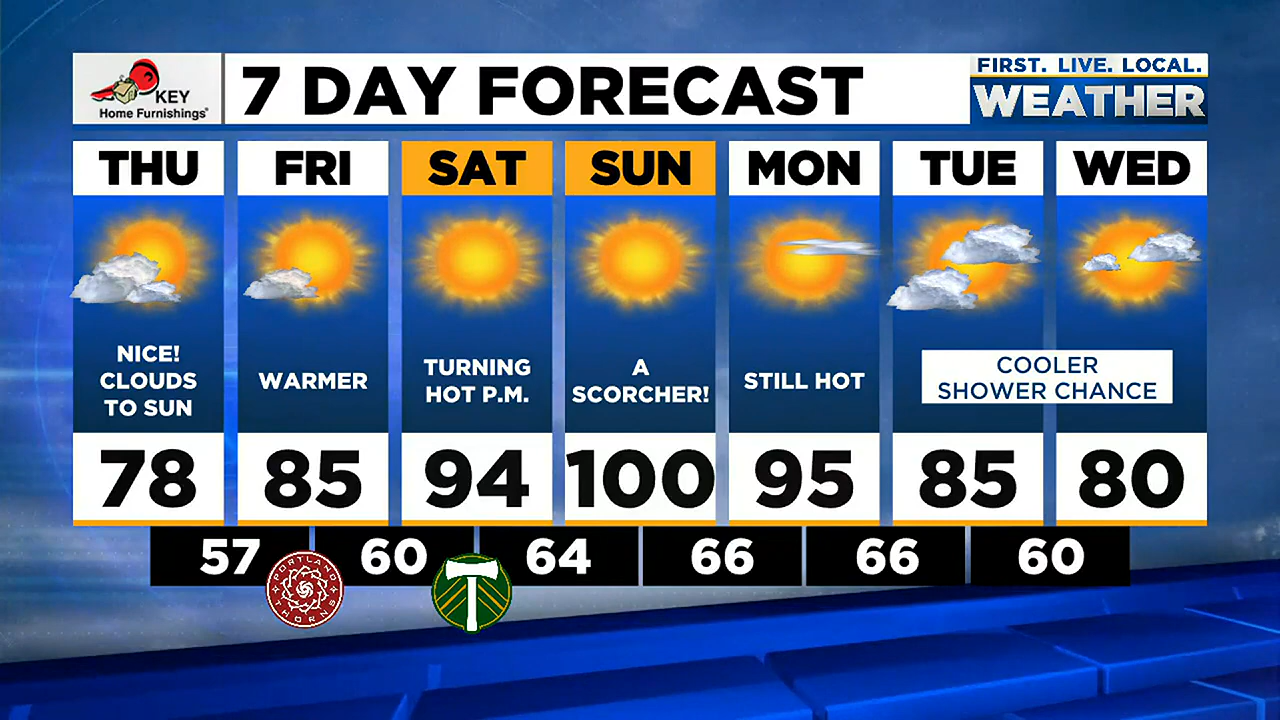 KEY
Home Furnishings®
7 DAY FORECAST
FIRST. LIVE. LOCAL.
WEATHER
THU
FRI
SAT
SUN
MON
TUE
WED
NICE!
CLOUDS
TO SUN
WARMER
TURNING
HOT P.M.
A
SCORCHER!
STILL HOT
COOLER
SHOWER CHANCE
78
85
94
100
95
85
80
57
60
64
66
66
60
PORTLAND
THORNS